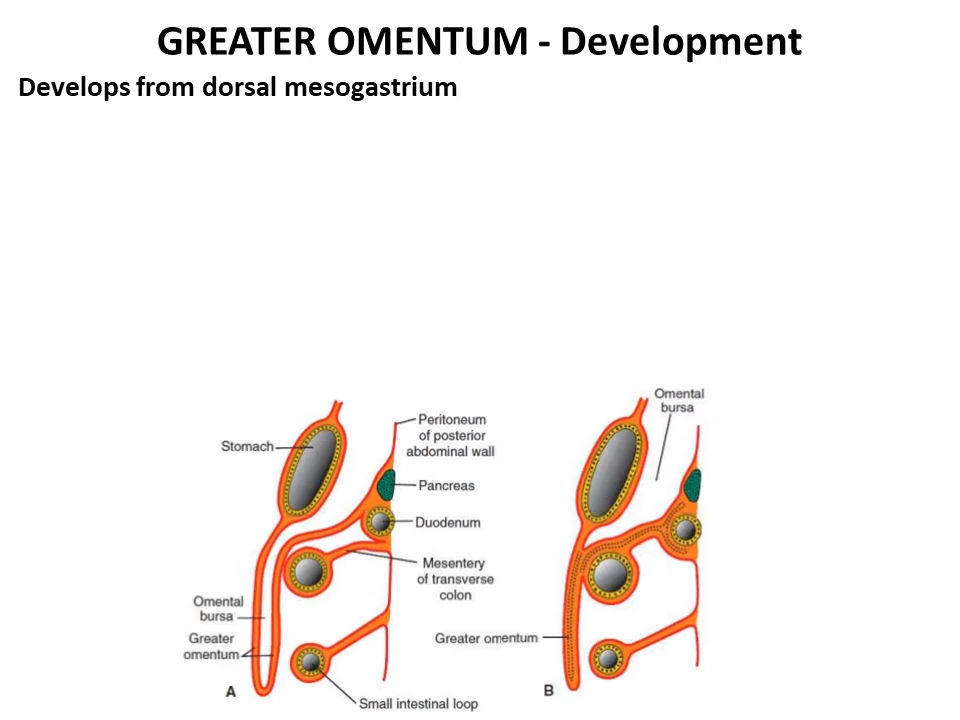 GREATER OMENTUM - Development
Develops from dorsal mesogastrium
Omental
bursa
Peritoneum
of posterior
abdominal wall
Stomach
Pancreas
Duodenum
Mesentery
of transverse
colon
Omental
bursa
Greater
omentum
Greater omentum
A
B
Small intestinal loop